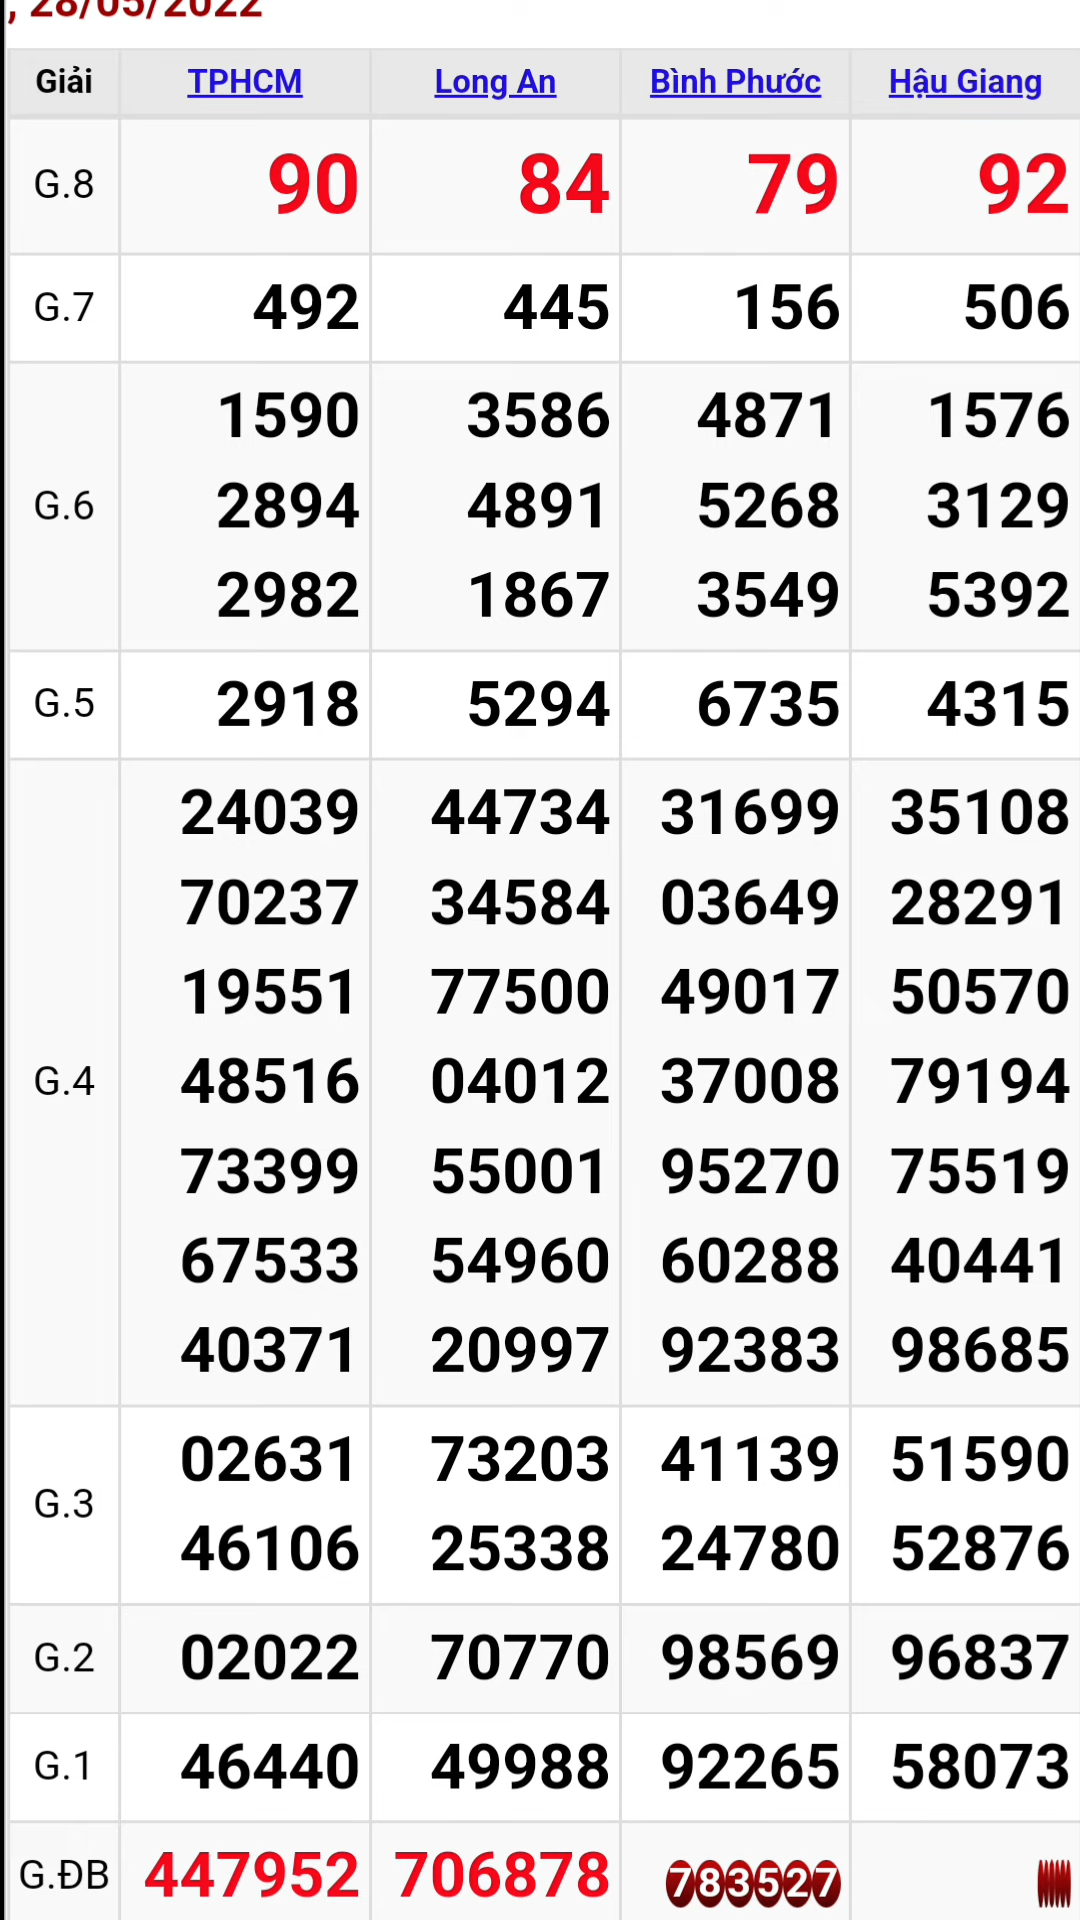 , 28/05/2022
Giải TPHCM Long An Bình Phước Hậu Giang
G.8 90 84 79 92
G.7 492 445 156 506
1590 3586 4871 1576
G.6 2894 4891 5268 3129
2982 1867 3549 5392
G.5 2918 5294 6735 4315
24039 44734 31699 35108
70237 34584 03649 28291
19551 77500 49017 50570
G.4 48516 04012 37008 79194
73399 55001 95270 75519
67533 54960 60288 40441
40371 20997 92383 98685
02631 73203 41139 51590
G.3
46106 25338 24780 52876
G.2 02022 70770 98569 96837
G.1 46440 49988 92265 58073
G.ĐB 447952 706878 783527